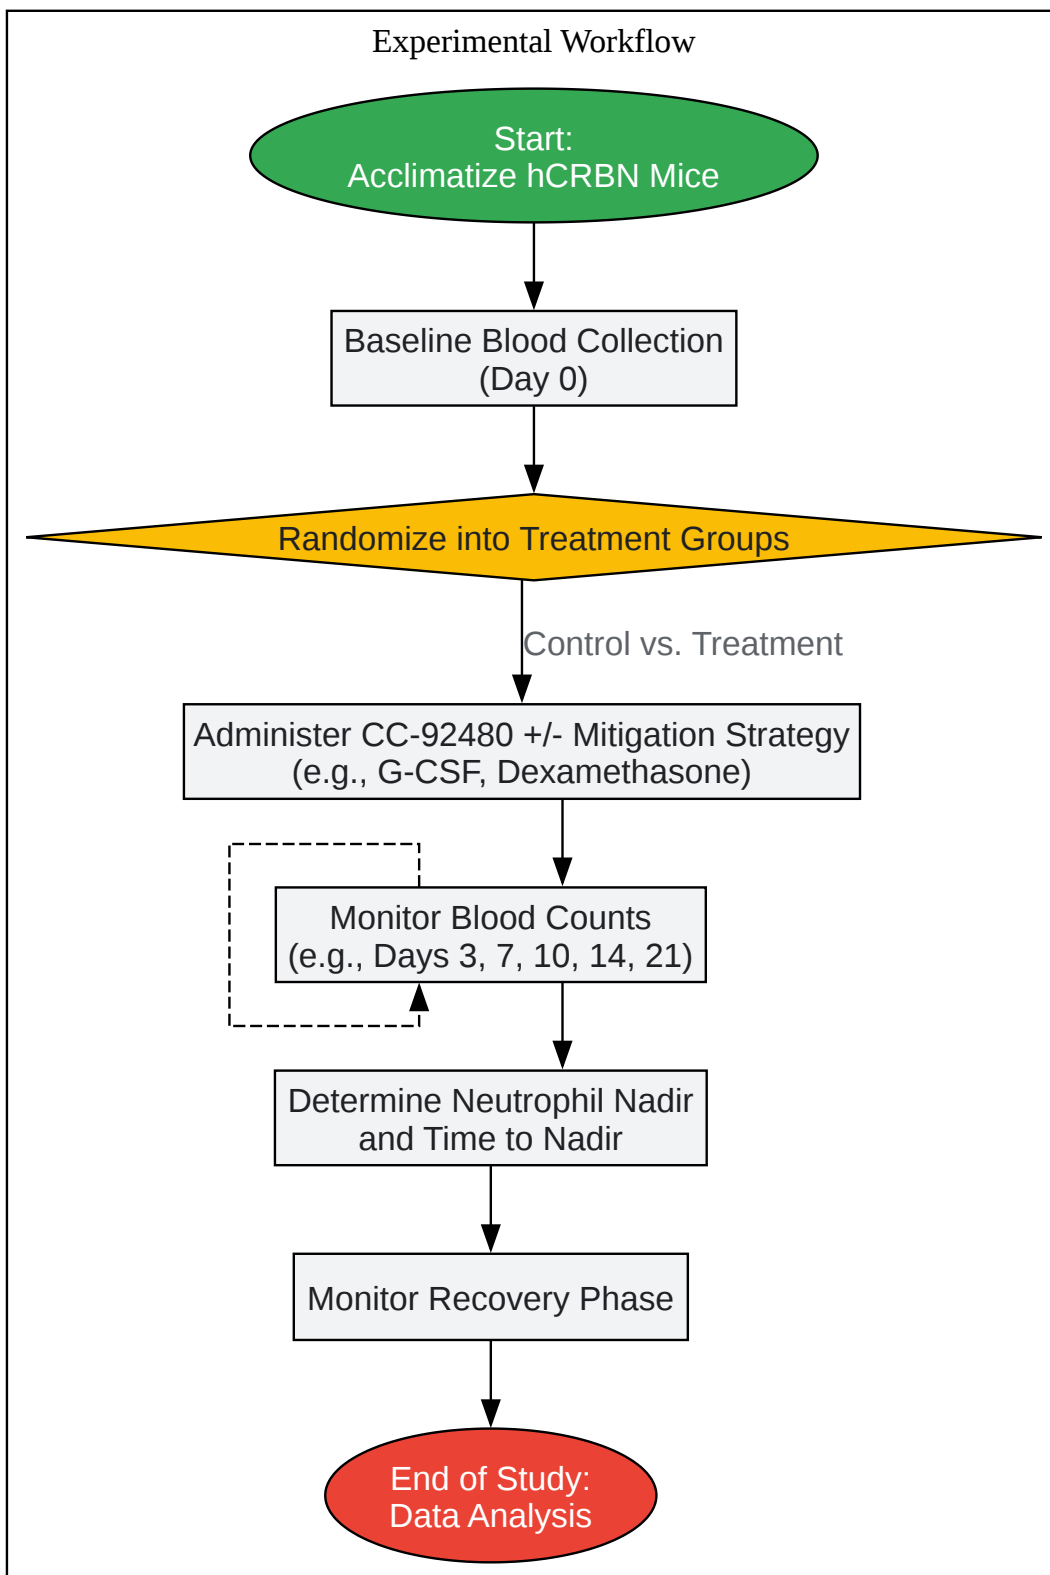 Experimental Workflow
Start:
Acclimatize hCRBN Mice
Baseline Blood Collection
(Day 0)
Randomize into Treatment Groups
Control vs. Treatment
Administer CC-92480 +/- Mitigation Strategy
(e.g., G-CSF, Dexamethasone)
Monitor Blood Counts
(e.g., Days 3, 7, 10, 14, 21)
Determine Neutrophil Nadir
and Time to Nadir
Monitor Recovery Phase
End of Study:
Data Analysis